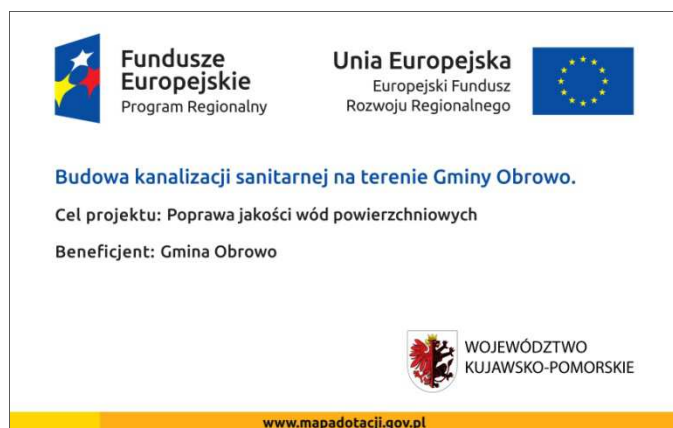 Fundusze
Europejskie
Program Regionalny
Unia Europejska
Europejski Fundusz
Rozwoju Regionalnego
Budowa kanalizacji sanitarnej na terenie Gminy Obrowo.
Cel projektu: Poprawa jakości wód powierzchniowych
Beneficjent: Gmina Obrowo
WOJEWÓDZTWO
KUJAWSKO-POMORSKIE
www.mapadotacji.gov.pl